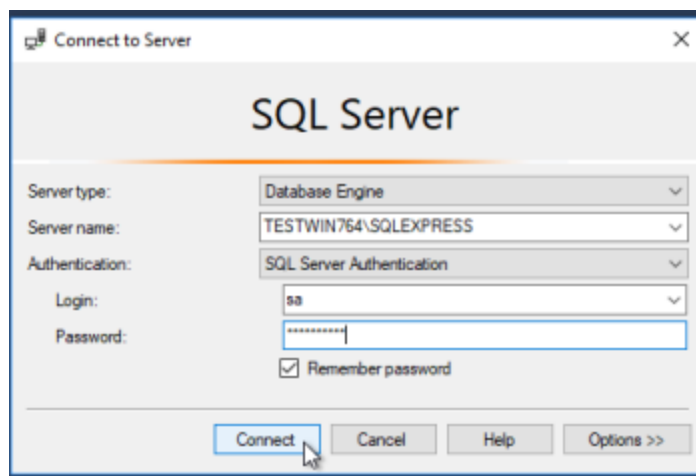 Connect to Server
SQL Server
Server type: Database Engine
Server name: TESTWIN764\SQLEXPRESS
Authentication: SQL Server Authentication
Login: sa
Password: **********
Remember password
Connect Cancel Help Options >>